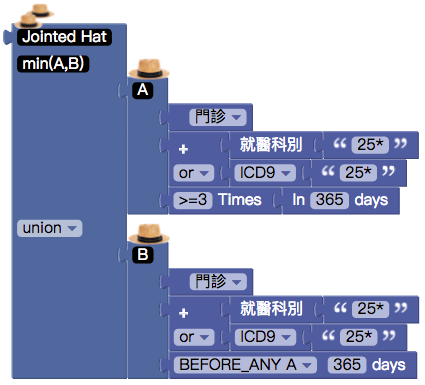 Jointed Hat
min(A,B)
A
門診
+ 就醫科別 “ 25* ”
or ICD9 “ 25* ”
>=3 Times In 365 days
union
B
門診
+ 就醫科別 “ 25* ”
or ICD9 “ 25* ”
BEFORE_ANY A 365 days